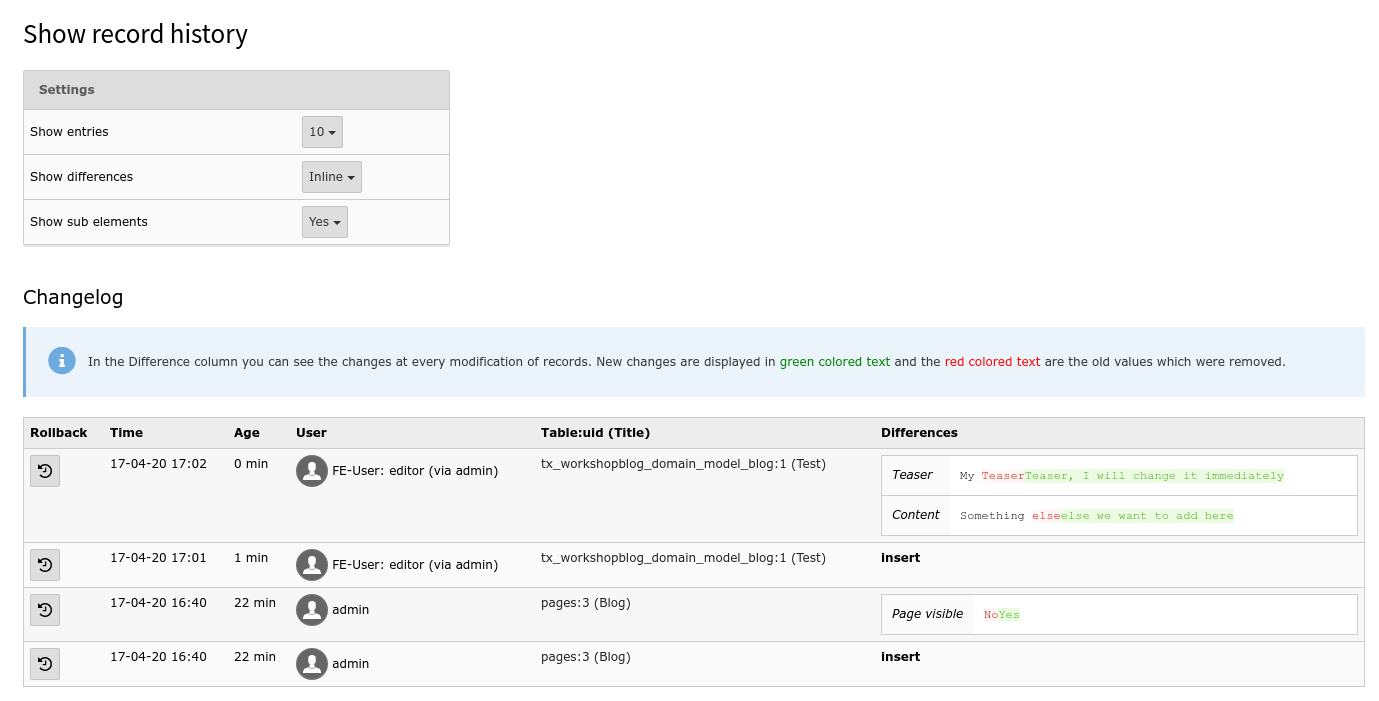 Show record history
Settings
Show entries 10
Show differences Inline
Show sub elements Yes
Changelog
In the Difference column you can see the changes at every modification of records. New changes are displayed in green colored text and the red colored text are the old values which were removed.
Rollback Time Age User Table:uid (Title) Differences
17-04-20 17:02 0 min FE-User: editor (via admin) tx_workshopblog_domain_model_blog:1 (Test) Teaser My TeaserTeaser, I will change it immediately
Content Something elseelse we want to add here
17-04-20 17:01 1 min FE-User: editor (via admin) tx_workshopblog_domain_model_blog:1 (Test) insert
17-04-20 16:40 22 min admin pages:3 (Blog) Page visible NoYes
17-04-20 16:40 22 min admin pages:3 (Blog) insert